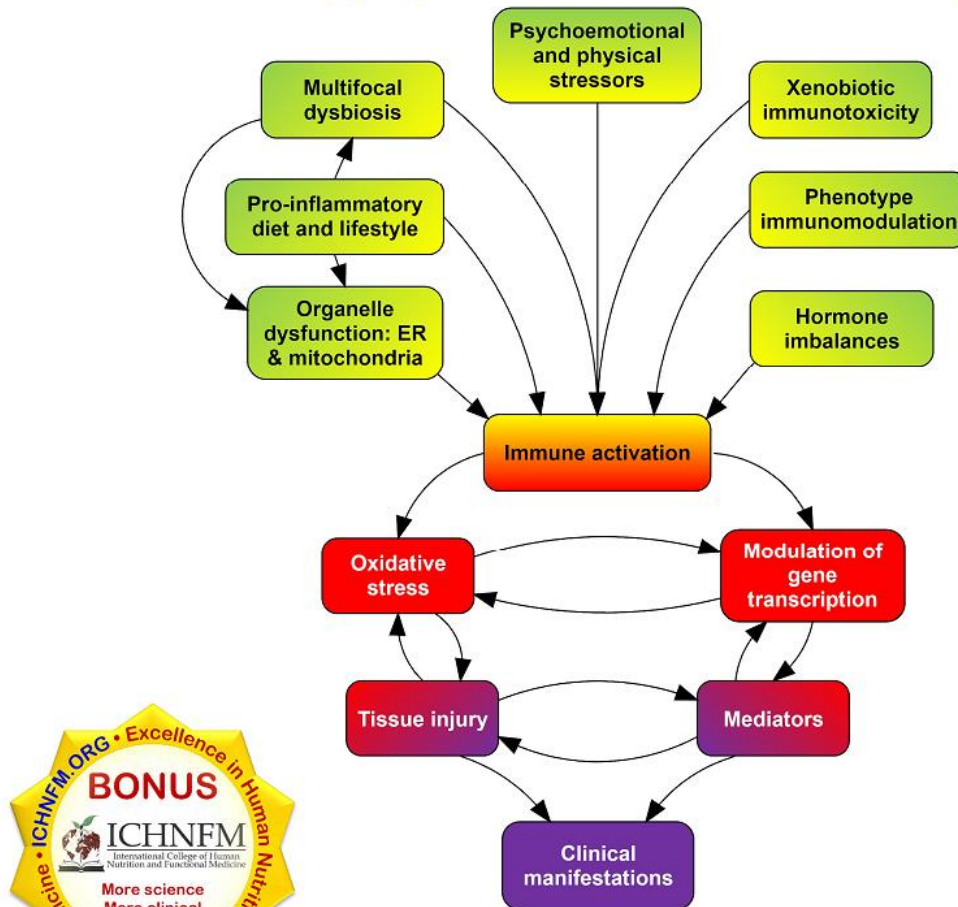 Psychoemotional
and physical
stressors
Multifocal
dysbiosis
Xenobiotic
immunotoxicity
Pro-inflammatory
diet and lifestyle
Phenotype
immunomodulation
Organelle
dysfunction: ER
& mitochondria
Hormone
imbalances
Immune activation
Oxidative
stress
Modulation of
gene
transcription
Tissue injury
Mediators
Clinical
manifestations
• ICHNFM.ORG • Excellence in Human
BONUS
ICHNFM
International College of Human
Nutrition and Functional Medicine
More science
More clinical